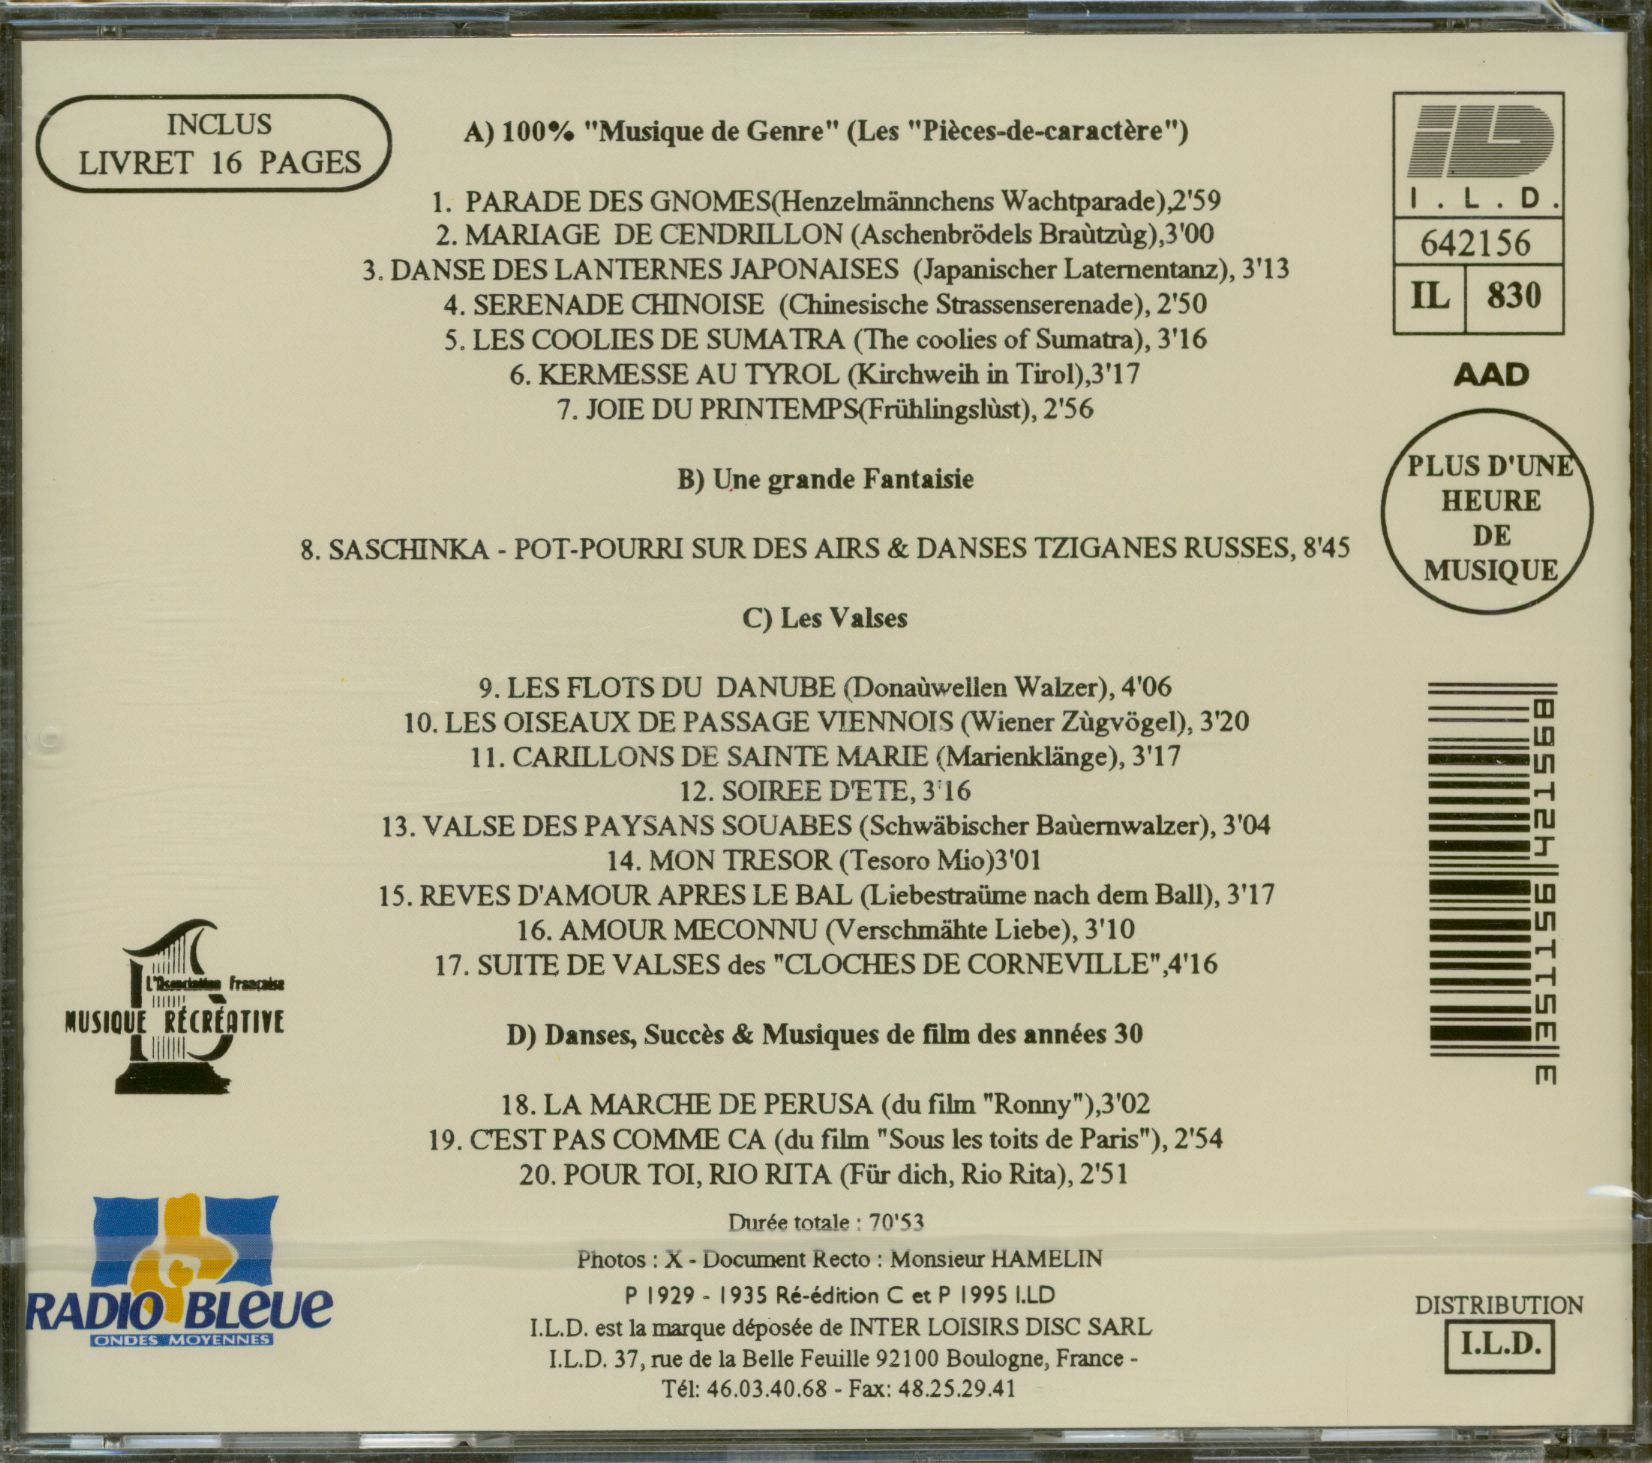 INCLUS
LIVRET 16 PAGES
A) 100% "Musique de Genre" (Les "Pièces-de-caractère")
1. PARADE DES GNOMES(Henzelmännchens Wachtparade),2'59
2. MARIAGE DE CENDRILLON (Aschenbrödels Braùtzùg),3'00
3. DANSE DES LANTERNES JAPONAISES (Japanischer Laternentanz), 3'13
4. SERENADE CHINOISE (Chinesische Strassenserenade), 2'50
5. LES COOLIES DE SUMATRA (The coolies of Sumatra), 3'16
6. KERMESSE AU TYROL (Kirchweih in Tirol),3'17
7. JOIE DU PRINTEMPS(Frühlingslùst), 2'56
B) Une grande Fantaisie
8. SASCHINKA - POT-POURRI SUR DES AIRS & DANSES TZIGANES RUSSES, 8'45
C) Les Valses
9. LES FLOTS DU DANUBE (Donaùwellen Walzer), 4'06
10. LES OISEAUX DE PASSAGE VIENNOIS (Wiener Zùgvögel), 3'20
11. CARILLONS DE SAINTE MARIE (Marienklänge), 3'17
12. SOIREE D'ETE, 3'16
13. VALSE DES PAYSANS SOUABES (Schwäbischer Baùernwalzer), 3'04
14. MON TRESOR (Tesoro Mio)3'01
15. REVES D'AMOUR APRES LE BAL (Liebestraüme nach dem Ball), 3'17
16. AMOUR MECONNU (Verschmähte Liebe), 3'10
17. SUITE DE VALSES des "CLOCHES DE CORNEVILLE",4'16
D) Danses, Succès & Musiques de film des années 30
18. LA MARCHE DE PERUSA (du film "Ronny"),3'02
19. C'EST PAS COMME CA (du film "Sous les toits de Paris"), 2'54
20. POUR TOI, RIO RITA (Für dich, Rio Rita), 2'51
Durée totale : 70'53
Photos : X - Document Recto : Monsieur HAMELIN
P 1929 - 1935 Ré-édition C et P 1995 I.LD
I.L.D. est la marque déposée de INTER LOISIRS DISC SARL
I.L.D. 37, rue de la Belle Feuille 92100 Boulogne, France -
Tél: 46.03.40.68 - Fax: 48.25.29.41
L'Association Française
MUSIQUE RÉCRÉATIVE
RADIO BLEUE
ONDES MOYENNES
ILD
I.L.D.
642156
IL 830
AAD
PLUS D'UNE
HEURE
DE
MUSIQUE
3 511564 215958 E
DISTRIBUTION
I.L.D.